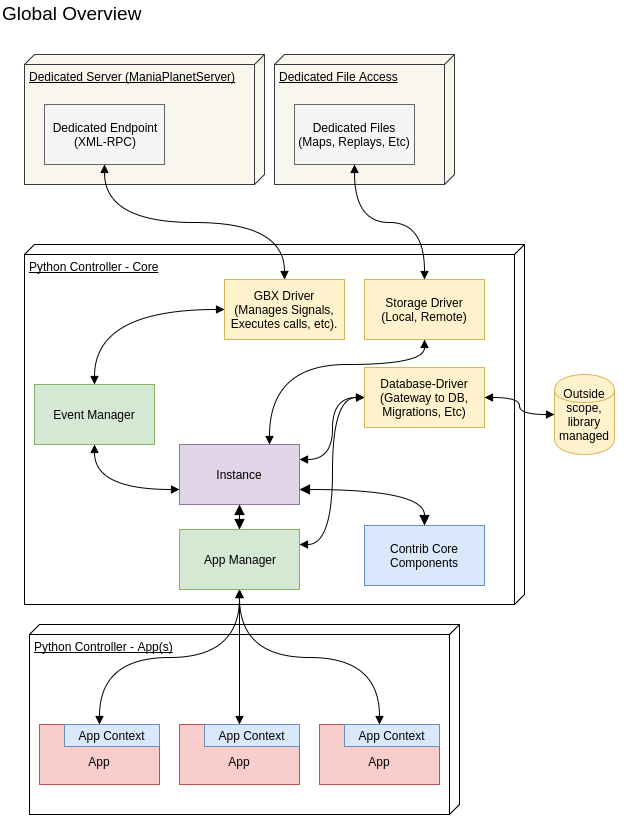 Global Overview
Dedicated Server (ManiaPlanetServer)
Dedicated Endpoint
(XML-RPC)
Dedicated File Access
Dedicated Files
(Maps, Replays, Etc)
Python Controller - Core
GBX Driver
(Manages Signals,
Executes calls, etc).
Storage Driver
(Local, Remote)
Database-Driver
(Gateway to DB,
Migrations, Etc)
Outside
scope,
library
managed
Event Manager
Instance
App Manager
Contrib Core
Components
Python Controller - App(s)
App Context
App
App Context
App
App Context
App